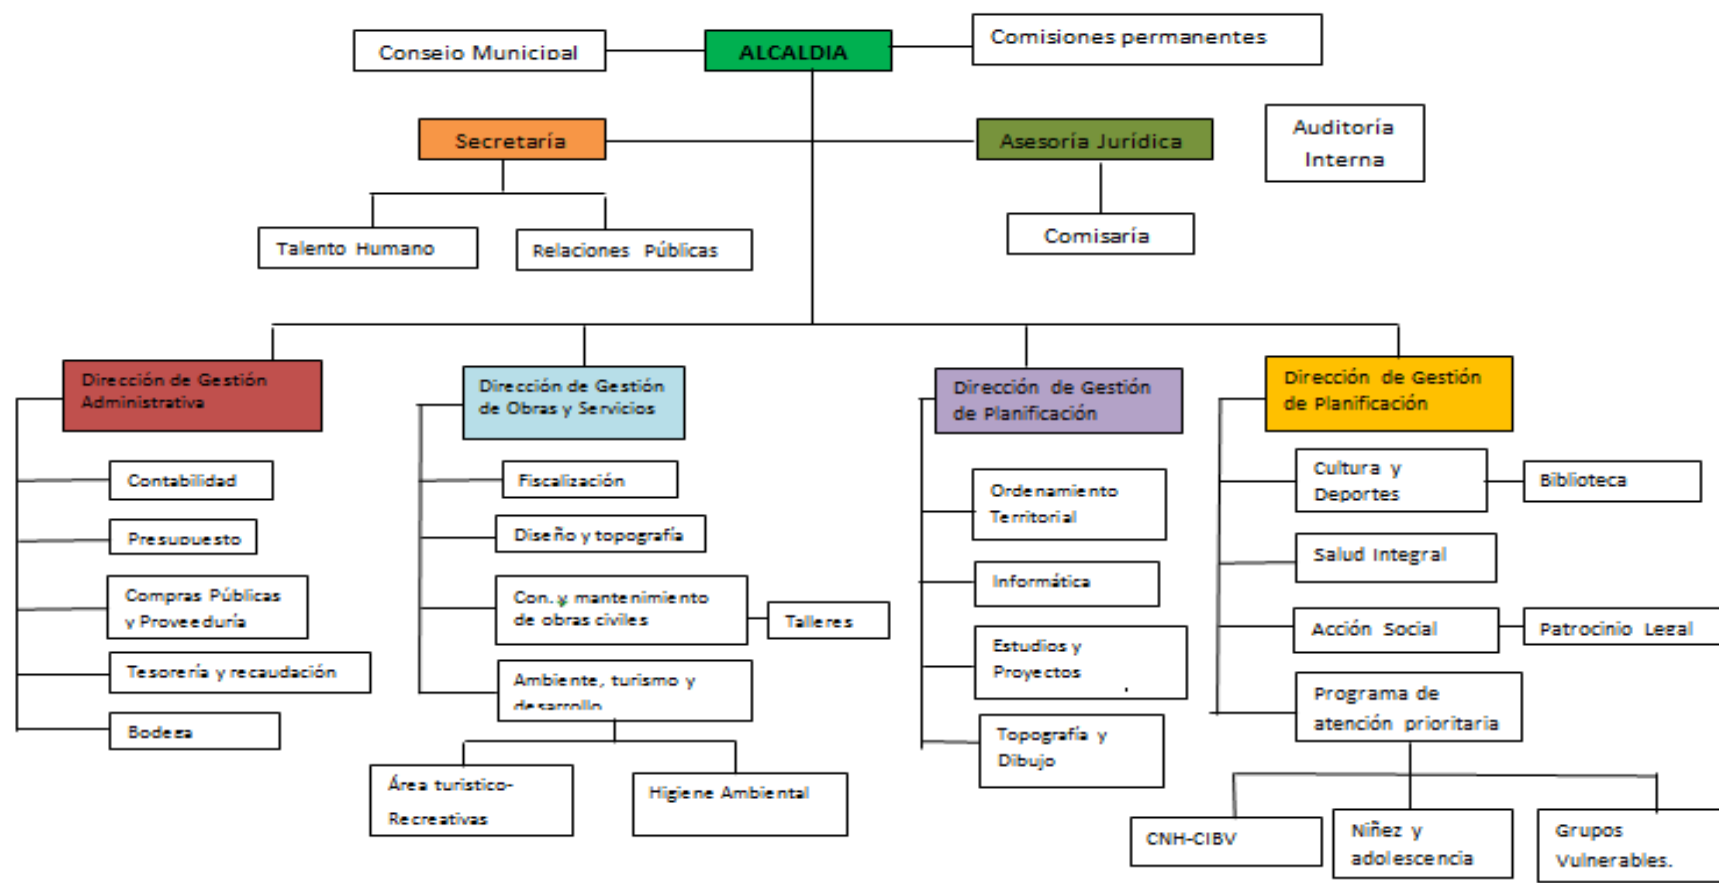 Consejo Municipal
ALCALDIA
Comisiones permanentes
Secretaría
Asesoría Jurídica
Auditoría
Interna
Talento Humano
Relaciones Públicas
Comisaría
Dirección de Gestión
Administrativa
Dirección de Gestión
de Obras y Servicios
Dirección de Gestión
de Planificación
Dirección de Gestión
de Planificación
Contabilidad
Presupuesto
Compras Públicas
y Proveeduría
Tesorería y recaudación
Bodega
Fiscalización
Diseño y topografía
Con. y mantenimiento
de obras civiles
Talleres
Ambiente, turismo y
desarrollo
Área turistico-
Recreativas
Higiene Ambiental
Ordenamiento
Territorial
Informática
Estudios y
Proyectos
Topografía y
Dibujo
Cultura y
Deportes
Biblioteca
Salud Integral
Acción Social
Patrocinio Legal
Programa de
atención prioritaria
CNH-CIBV
Niñez y
adolescencia
Grupos
Vulnerables.